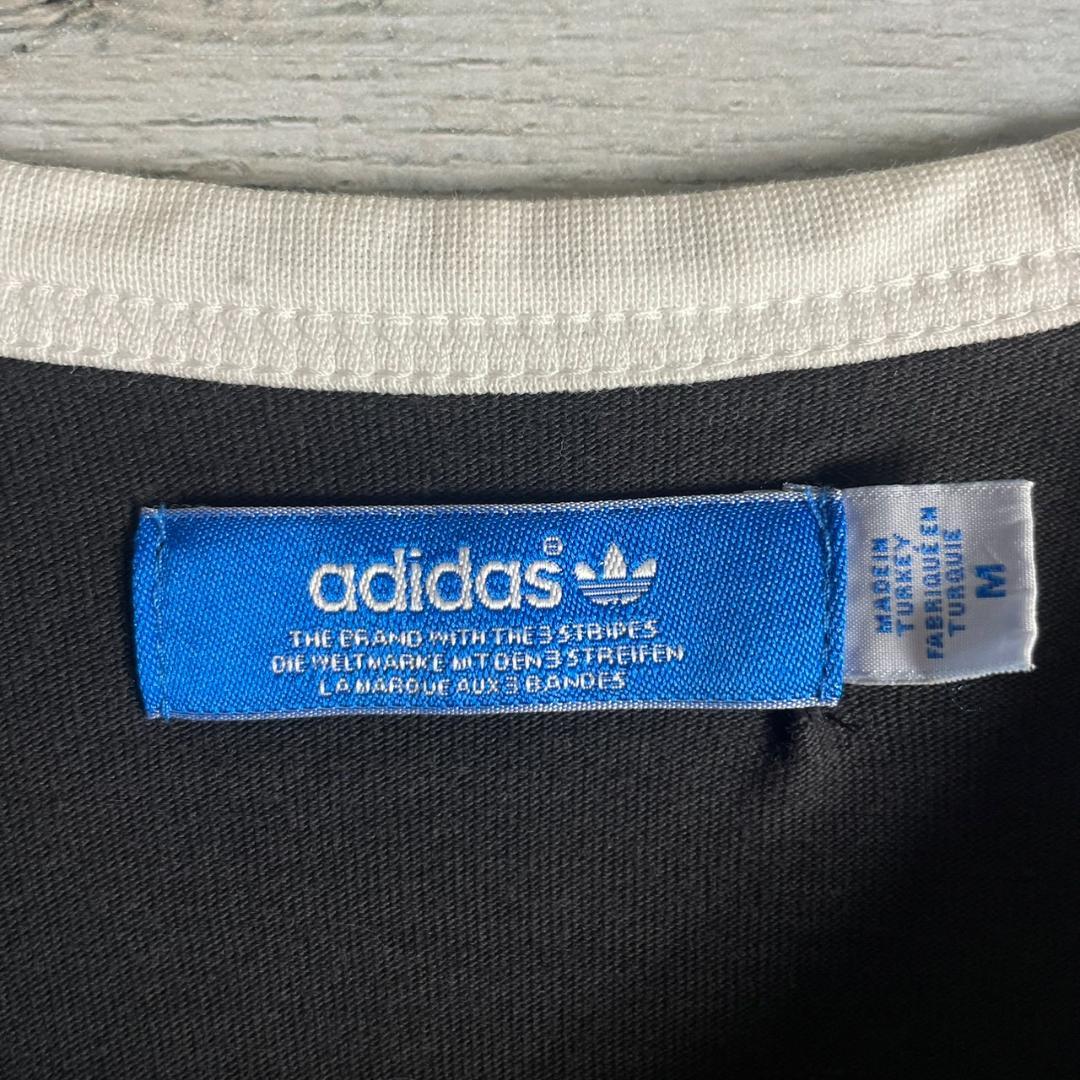 adidas®
THE BRAND WITH THE 3 STRIPES
DIE WELTMARKE MIT DEN 3 STREIFEN
LA MARQUE AUX 3 BANDES
MADE IN
TURKEY
FABRIQUÉ EN
TURQUIE
M